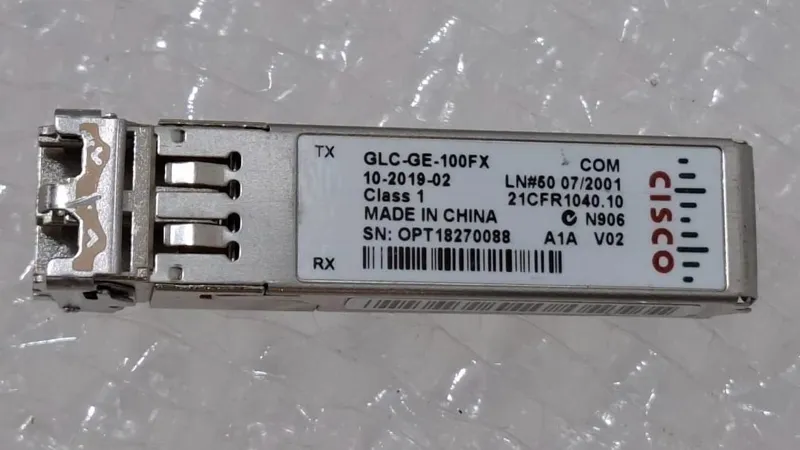 TX
GLC-GE-100FX COM
10-2019-02 LN#50 07/2001
Class 1 21CFR1040.10
MADE IN CHINA N906
SN: OPT18270088 A1A V02
RX
CISCO